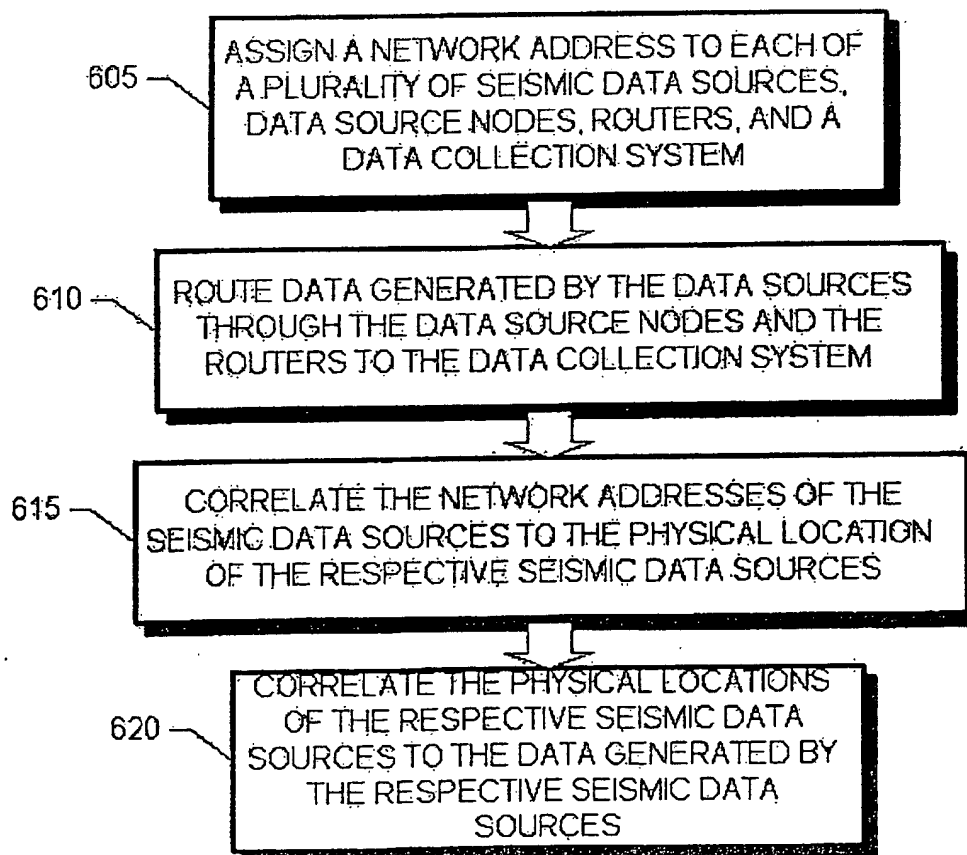 605
ASSIGN A NETWORK ADDRESS TO EACH OF
A PLURALITY OF SEISMIC DATA SOURCES,
DATA SOURCE NODES, ROUTERS, AND A
DATA COLLECTION SYSTEM
610
ROUTE DATA GENERATED BY THE DATA SOURCES
THROUGH THE DATA SOURCE NODES AND THE
ROUTERS TO THE DATA COLLECTION SYSTEM
615
CORRELATE THE NETWORK ADDRESSES OF THE
SEISMIC DATA SOURCES TO THE PHYSICAL LOCATION
OF THE RESPECTIVE SEISMIC DATA SOURCES
620
CORRELATE THE PHYSICAL LOCATIONS
OF THE RESPECTIVE SEISMIC DATA
SOURCES TO THE DATA GENERATED BY
THE RESPECTIVE SEISMIC DATA
SOURCES